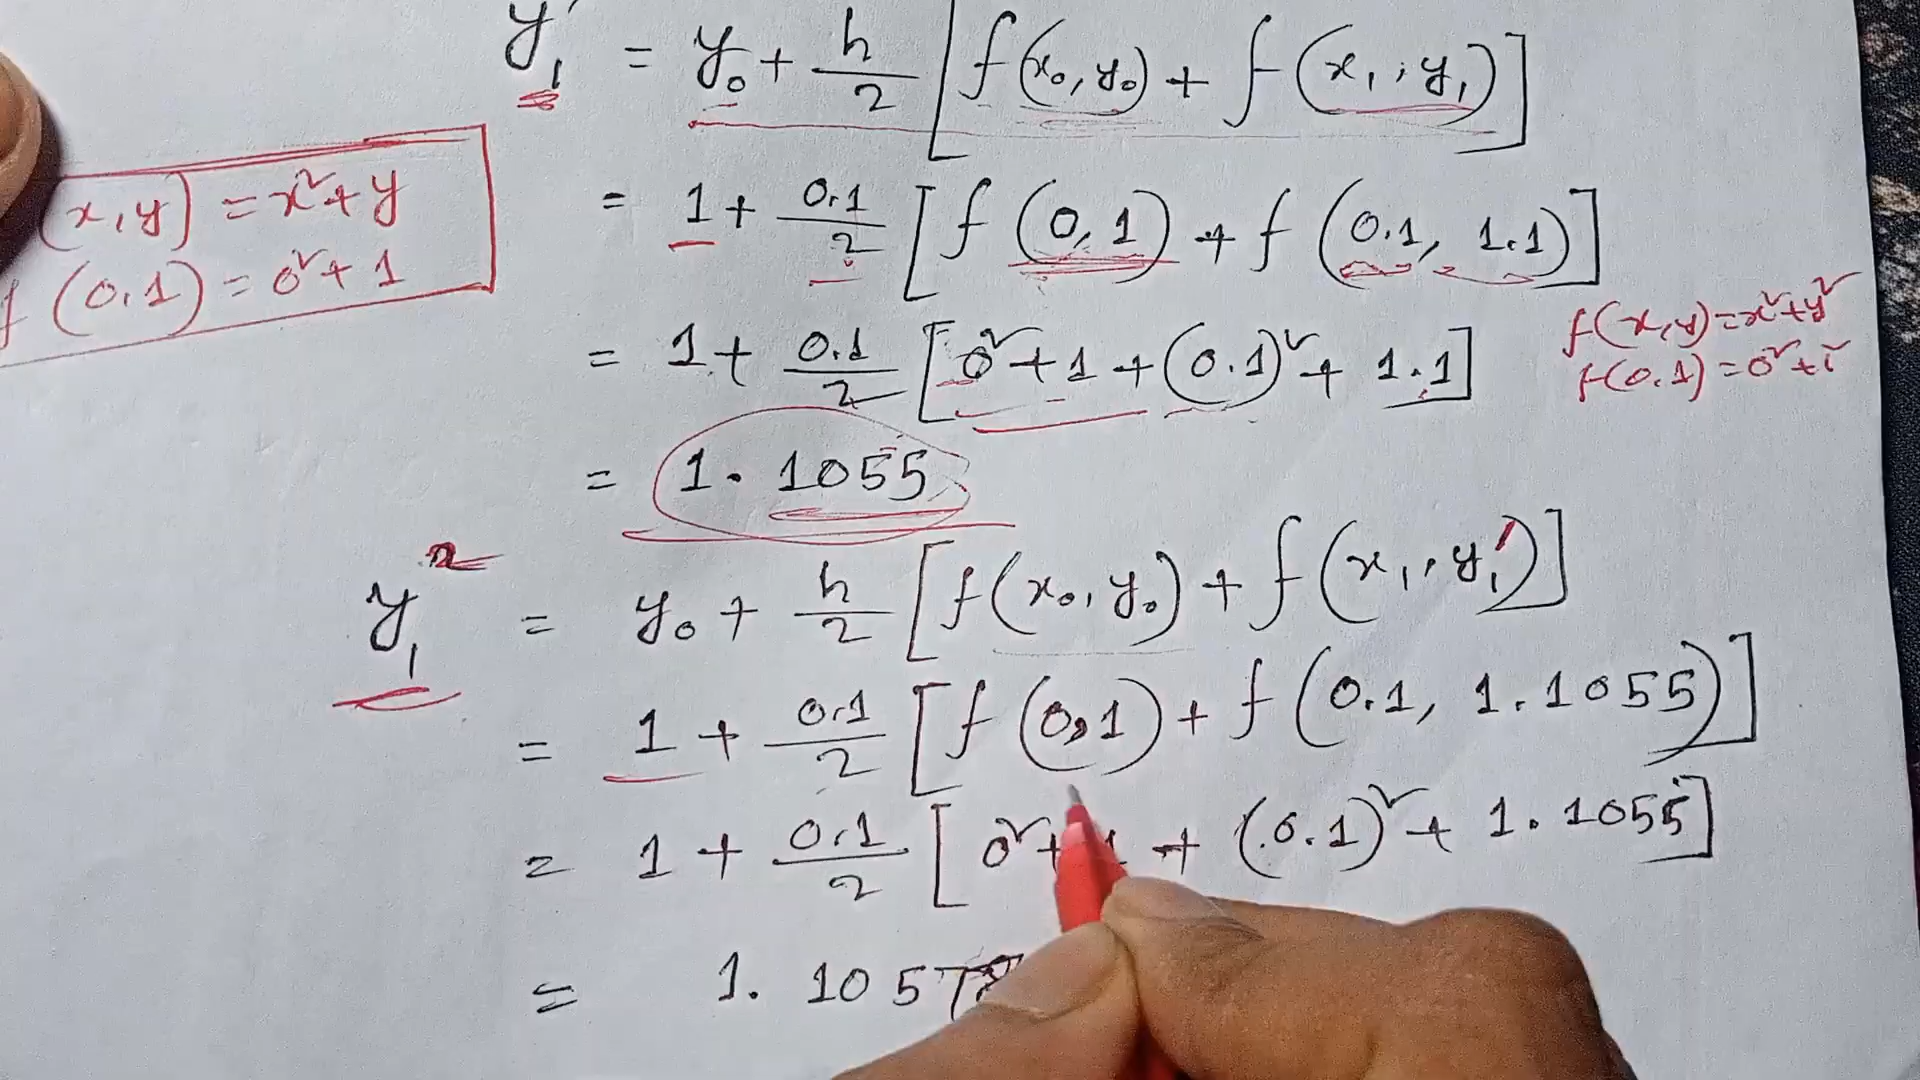 y₁' = y₀ + h/2 [f(x₀, y₀) + f(x₁, y₁)]
= 1 + 0.1/2 [f(0, 1) + f(0.1, 1.1)]
(x, y) = x² + y
f(0, 1) = 0² + 1
= 1 + 0.1/2 [0² + 1 + (0.1)² + 1.1]
f(x, y) = x² + y²
f(0.1) = 0² + 1²
= 1.1055
y₁² = y₀ + h/2 [f(x₀, y₀) + f(x₁, y₁')]
= 1 + 0.1/2 [f(0, 1) + f(0.1, 1.1055)]
= 1 + 0.1/2 [0² + 1 + (0.1)² + 1.1055]
= 1.1057